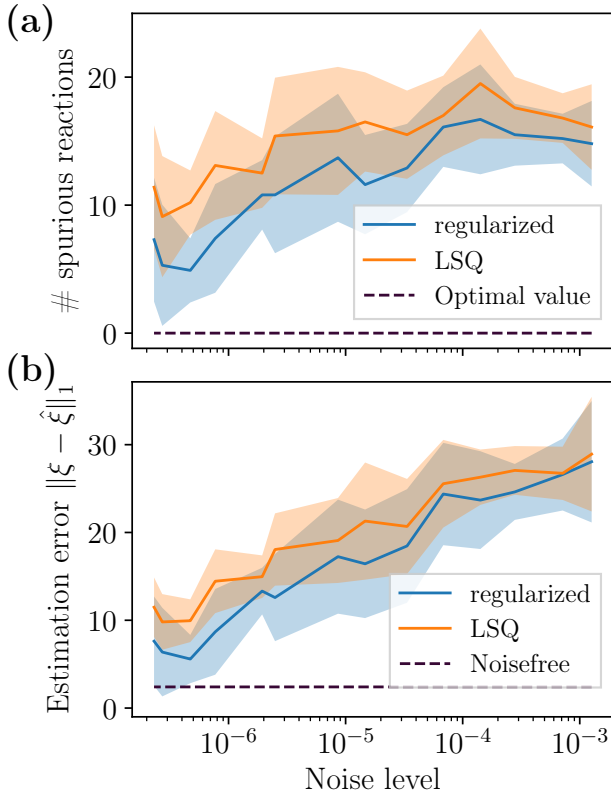 (a)
# spurious reactions
20
10
0
regularized
LSQ
Optimal value
(b)
Estimation error ‖ξ − ξ̂‖₁
30
20
10
0
regularized
LSQ
Noisefree
10⁻⁶ 10⁻⁵ 10⁻⁴ 10⁻³
Noise level